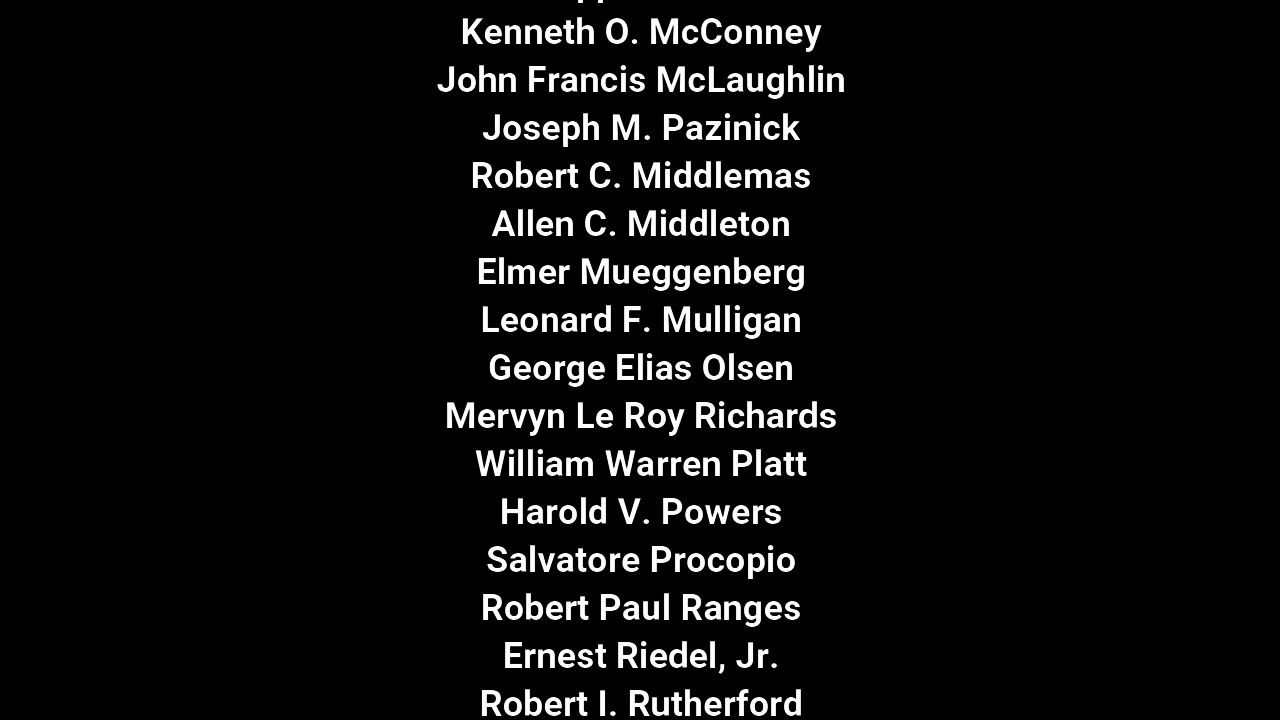 Kenneth O. McConney
John Francis McLaughlin
Joseph M. Pazinick
Robert C. Middlemas
Allen C. Middleton
Elmer Mueggenberg
Leonard F. Mulligan
George Elias Olsen
Mervyn Le Roy Richards
William Warren Platt
Harold V. Powers
Salvatore Procopio
Robert Paul Ranges
Ernest Riedel, Jr.
Robert I. Rutherford